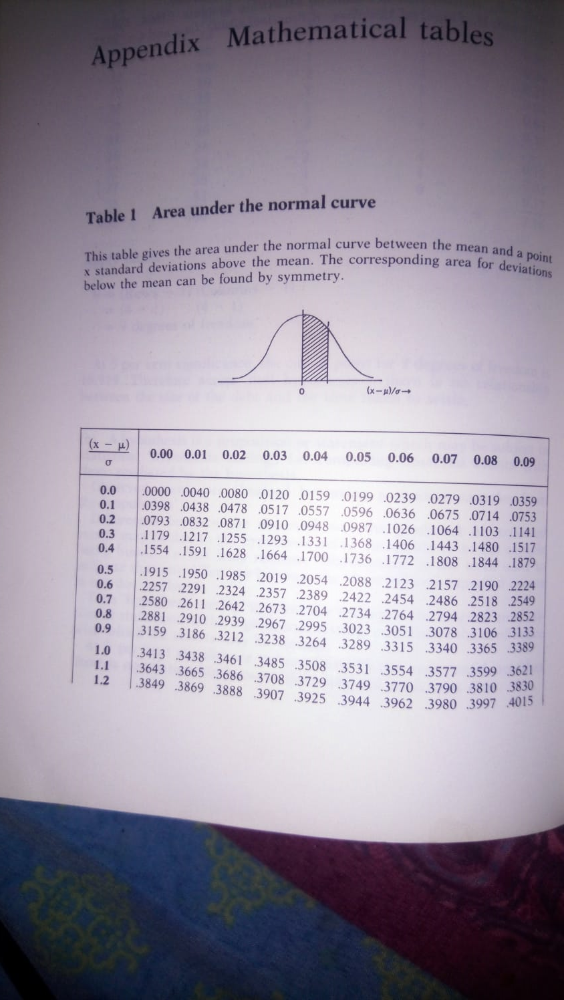 Appendix Mathematical tables
Table 1 Area under the normal curve
This table gives the area under the normal curve between the mean and a point
x standard deviations above the mean. The corresponding area for deviations
below the mean can be found by symmetry.
0 (x-μ)/σ→
(x - μ)
σ
0.00 0.01 0.02 0.03 0.04 0.05 0.06 0.07 0.08 0.09
0.0 .0000 .0040 .0080 .0120 .0159 .0199 .0239 .0279 .0319 .0359
0.1 .0398 .0438 .0478 .0517 .0557 .0596 .0636 .0675 .0714 .0753
0.2 .0793 .0832 .0871 .0910 .0948 .0987 .1026 .1064 .1103 .1141
0.3 .1179 .1217 .1255 .1293 .1331 .1368 .1406 .1443 .1480 .1517
0.4 .1554 .1591 .1628 .1664 .1700 .1736 .1772 .1808 .1844 .1879
0.5 .1915 .1950 .1985 .2019 .2054 .2088 .2123 .2157 .2190 .2224
0.6 .2257 .2291 .2324 .2357 .2389 .2422 .2454 .2486 .2518 .2549
0.7 .2580 .2611 .2642 .2673 .2704 .2734 .2764 .2794 .2823 .2852
0.8 .2881 .2910 .2939 .2967 .2995 .3023 .3051 .3078 .3106 .3133
0.9 .3159 .3186 .3212 .3238 .3264 .3289 .3315 .3340 .3365 .3389
1.0 .3413 .3438 .3461 .3485 .3508 .3531 .3554 .3577 .3599 .3621
1.1 .3643 .3665 .3686 .3708 .3729 .3749 .3770 .3790 .3810 .3830
1.2 .3849 .3869 .3888 .3907 .3925 .3944 .3962 .3980 .3997 .4015